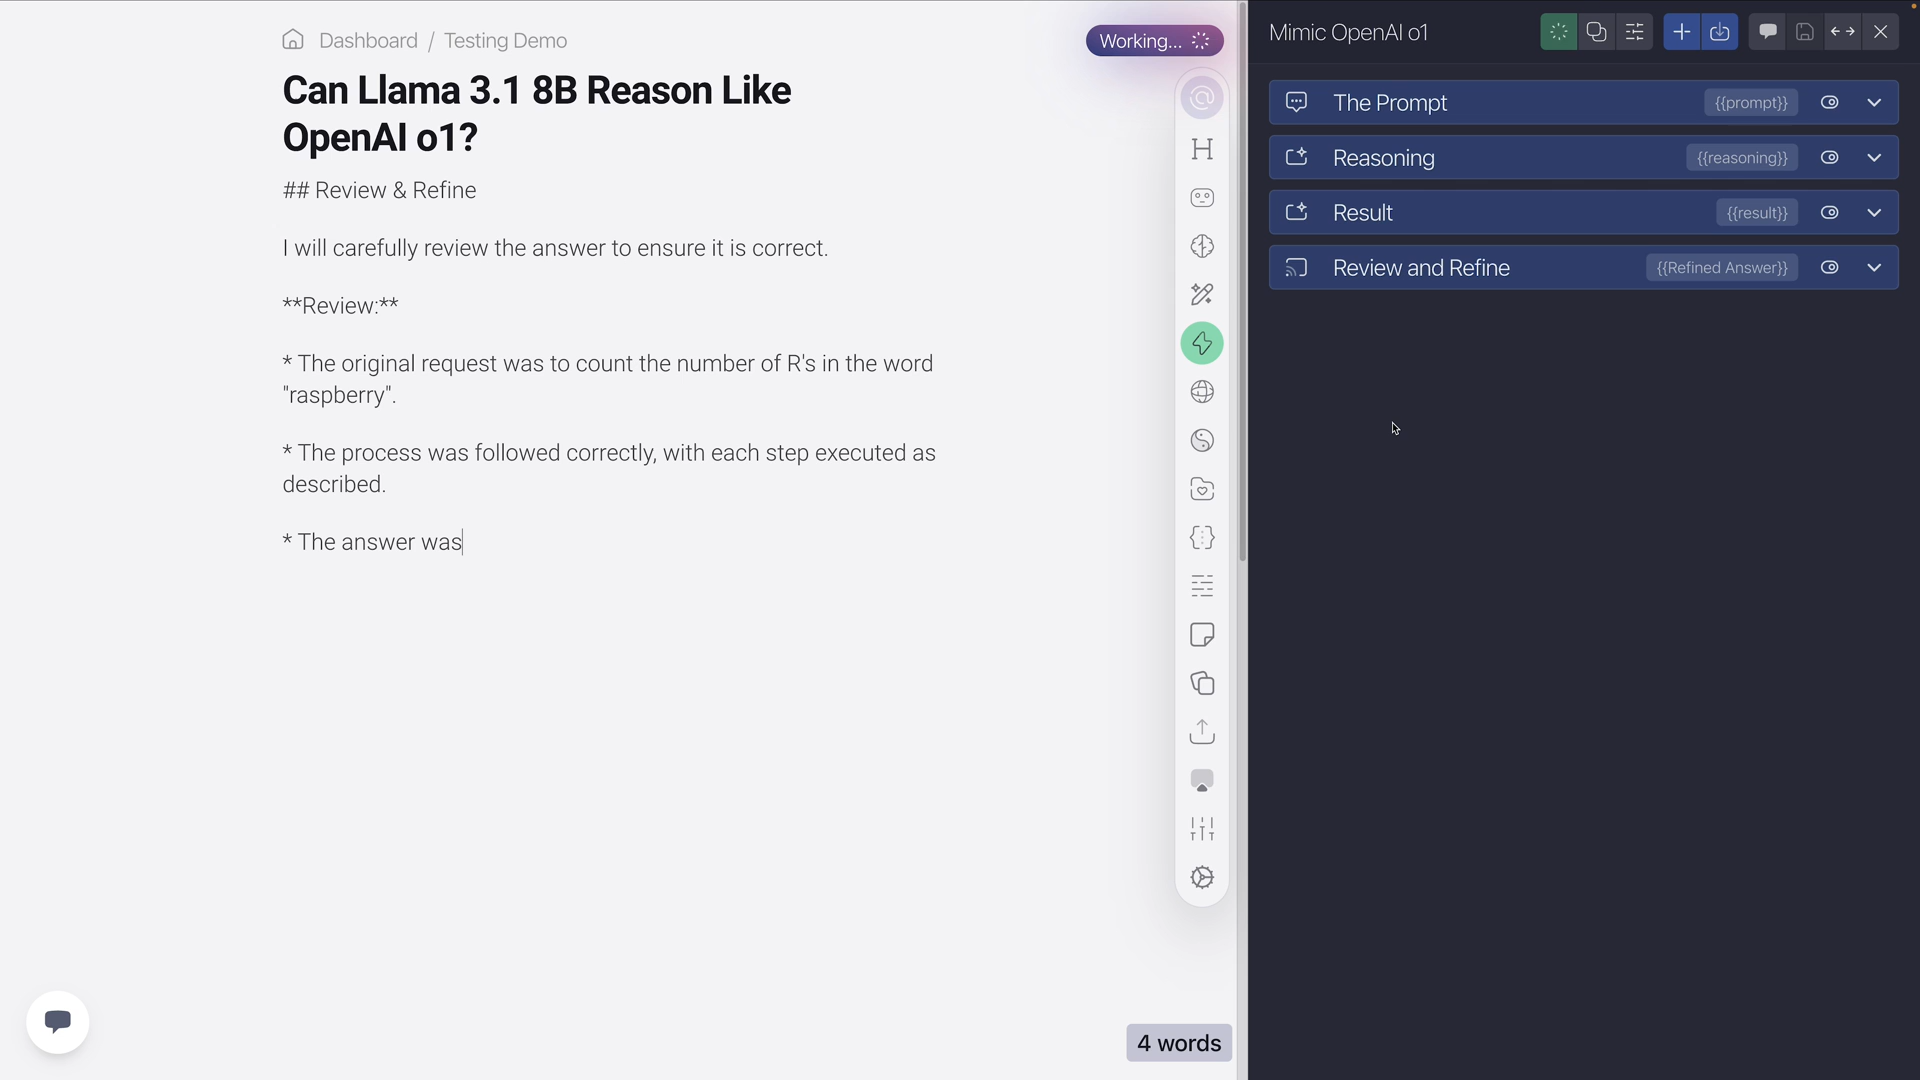 Dashboard / Testing Demo
Working...
Can Llama 3.1 8B Reason Like
OpenAI o1?
## Review & Refine
I will carefully review the answer to ensure it is correct.
**Review:**
* The original request was to count the number of R's in the word
"raspberry".
* The process was followed correctly, with each step executed as
described.
* The answer was
4 words
Mimic OpenAI o1
The Prompt {{prompt}}
Reasoning {{reasoning}}
Result {{result}}
Review and Refine {{Refined Answer}}